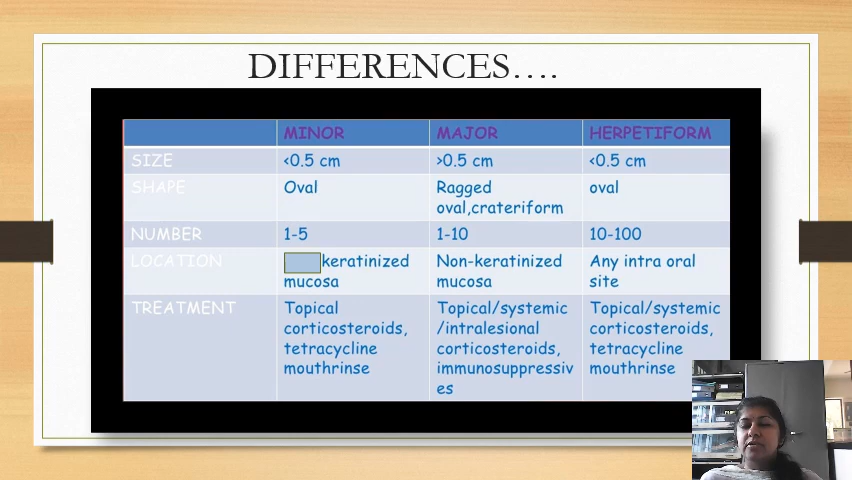 DIFFERENCES....
MINOR MAJOR HERPETIFORM
SIZE <0.5 cm >0.5 cm <0.5 cm
SHAPE Oval Ragged oval
oval,crateriform
NUMBER 1-5 1-10 10-100
LOCATION keratinized Non-keratinized Any intra oral
mucosa mucosa site
TREATMENT Topical Topical/systemic Topical/systemic
corticosteroids, /intralesional corticosteroids,
tetracycline corticosteroids, tetracycline
mouthrinse immunosuppressiv mouthrinse
es